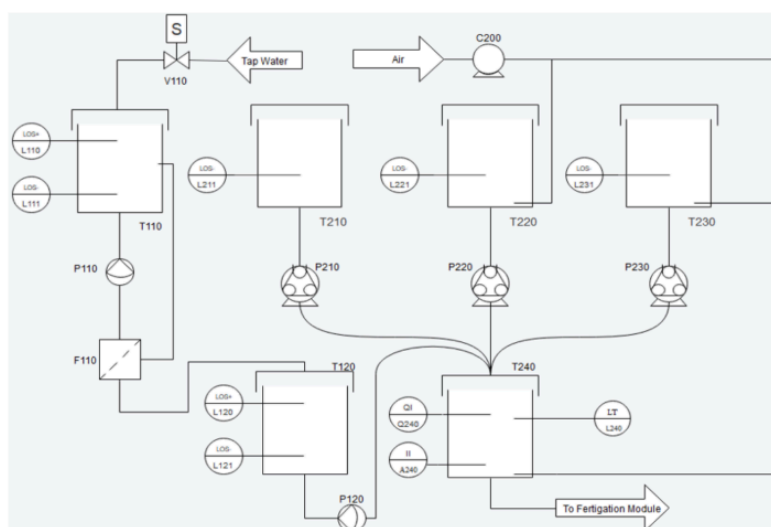 S
C200
Tap Water
Air
V110
LOS+
L110
LOS-
L111
LOS-
L211
LOS-
L221
LOS-
L231
T110
T210
T220
T230
P110
P210
P220
P230
F110
T120
T240
LOS+
L120
QI
Q240
LT
L240
LOS-
L121
II
A240
P120
To Fertigation Module